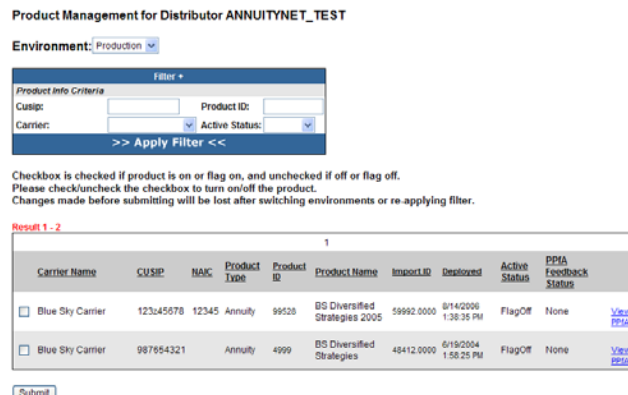 Product Management for Distributor ANNUITYNET_TEST
Environment: Production
Filter +
Product Info Criteria
Cusip: Product ID:
Carrier: Active Status:
>> Apply Filter <<
Checkbox is checked if product is on or flag on, and unchecked if off or flag off.
Please check/uncheck the checkbox to turn on/off the product.
Changes made before submitting will be lost after switching environments or re-applying filter.
Result 1 - 2
1
Carrier Name CUSIP NAIC Product Type Product ID Product Name Import ID Deployed Active Status PPfA Feedback Status
Blue Sky Carrier 123z45678 12345 Annuity 99528 BS Diversified Strategies 2005 59992.0000 8/14/2006 1:38:35 PM FlagOff None View PPfA
Blue Sky Carrier 987654321 Annuity 4999 BS Diversified Strategies 48412.0000 6/19/2004 1:58:25 PM FlagOff None View PPfA
Submit